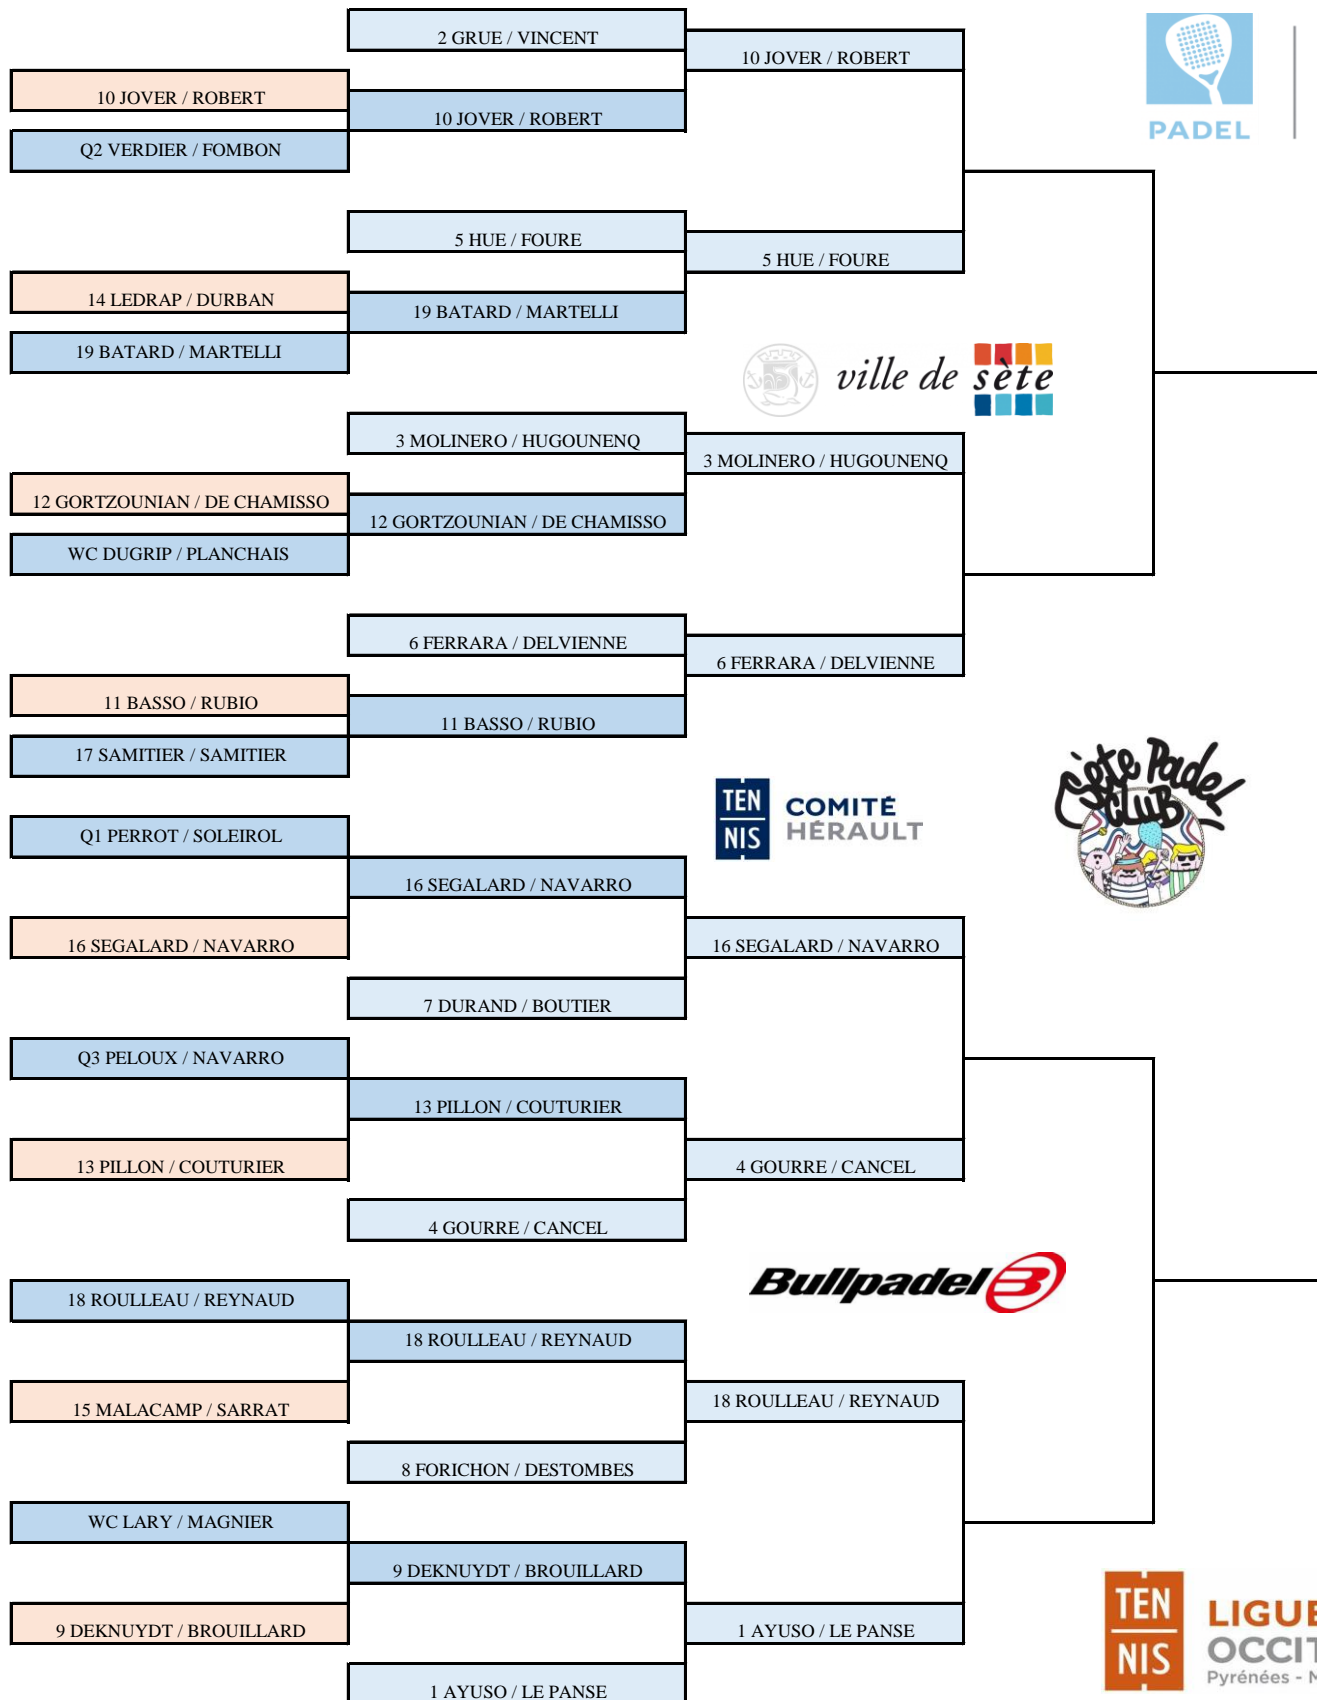 2 GRUE / VINCENT
10 JOVER / ROBERT
PADEL
10 JOVER / ROBERT
10 JOVER / ROBERT
Q2 VERDIER / FOMBON
5 HUE / FOURE
5 HUE / FOURE
14 LEDRAP / DURBAN
19 BATARD / MARTELLI
19 BATARD / MARTELLI
ville de sète
3 MOLINERO / HUGOUNENQ
3 MOLINERO / HUGOUNENQ
12 GORTZOUNIAN / DE CHAMISSO
12 GORTZOUNIAN / DE CHAMISSO
WC DUGRIP / PLANCHAIS
6 FERRARA / DELVIENNE
6 FERRARA / DELVIENNE
11 BASSO / RUBIO
11 BASSO / RUBIO
17 SAMITIER / SAMITIER
Sète Padel
CLUB
TEN
NIS
COMITÉ
HÉRAULT
Q1 PERROT / SOLEIROL
16 SEGALARD / NAVARRO
16 SEGALARD / NAVARRO
16 SEGALARD / NAVARRO
7 DURAND / BOUTIER
Q3 PELOUX / NAVARRO
13 PILLON / COUTURIER
13 PILLON / COUTURIER
4 GOURRE / CANCEL
4 GOURRE / CANCEL
Bullpadel
18 ROULLEAU / REYNAUD
18 ROULLEAU / REYNAUD
18 ROULLEAU / REYNAUD
15 MALACAMP / SARRAT
8 FORICHON / DESTOMBES
WC LARY / MAGNIER
9 DEKNUYDT / BROUILLARD
9 DEKNUYDT / BROUILLARD
1 AYUSO / LE PANSE
1 AYUSO / LE PANSE
TEN
NIS
LIGUE
OCCIT
Pyrénées - M